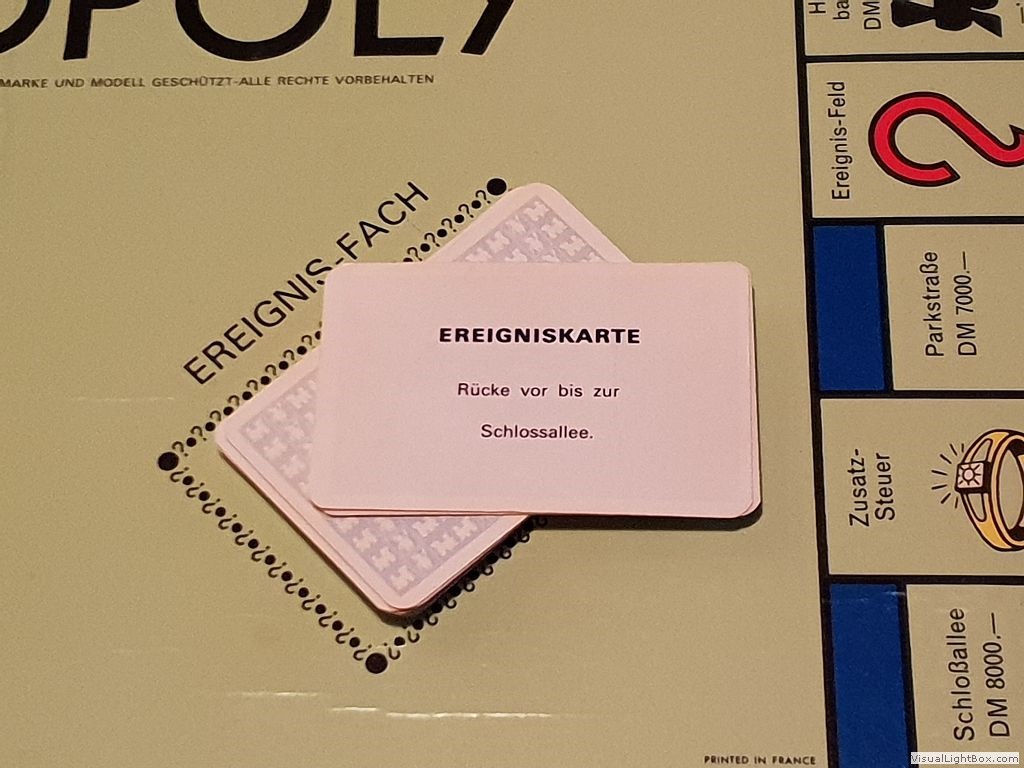 OPOLY
MARKE UND MODELL GESCHÜTZT-ALLE RECHTE VORBEHALTEN
EREIGNIS-FACH
EREIGNISKARTE
Rücke vor bis zur
Schlossallee.
DM
Ereignis-Feld
Parkstraße
DM 7000.—
Zusatz-
Steuer
Schloßallee
DM 8000.—
PRINTED IN FRANCE
VisualLightBox.com